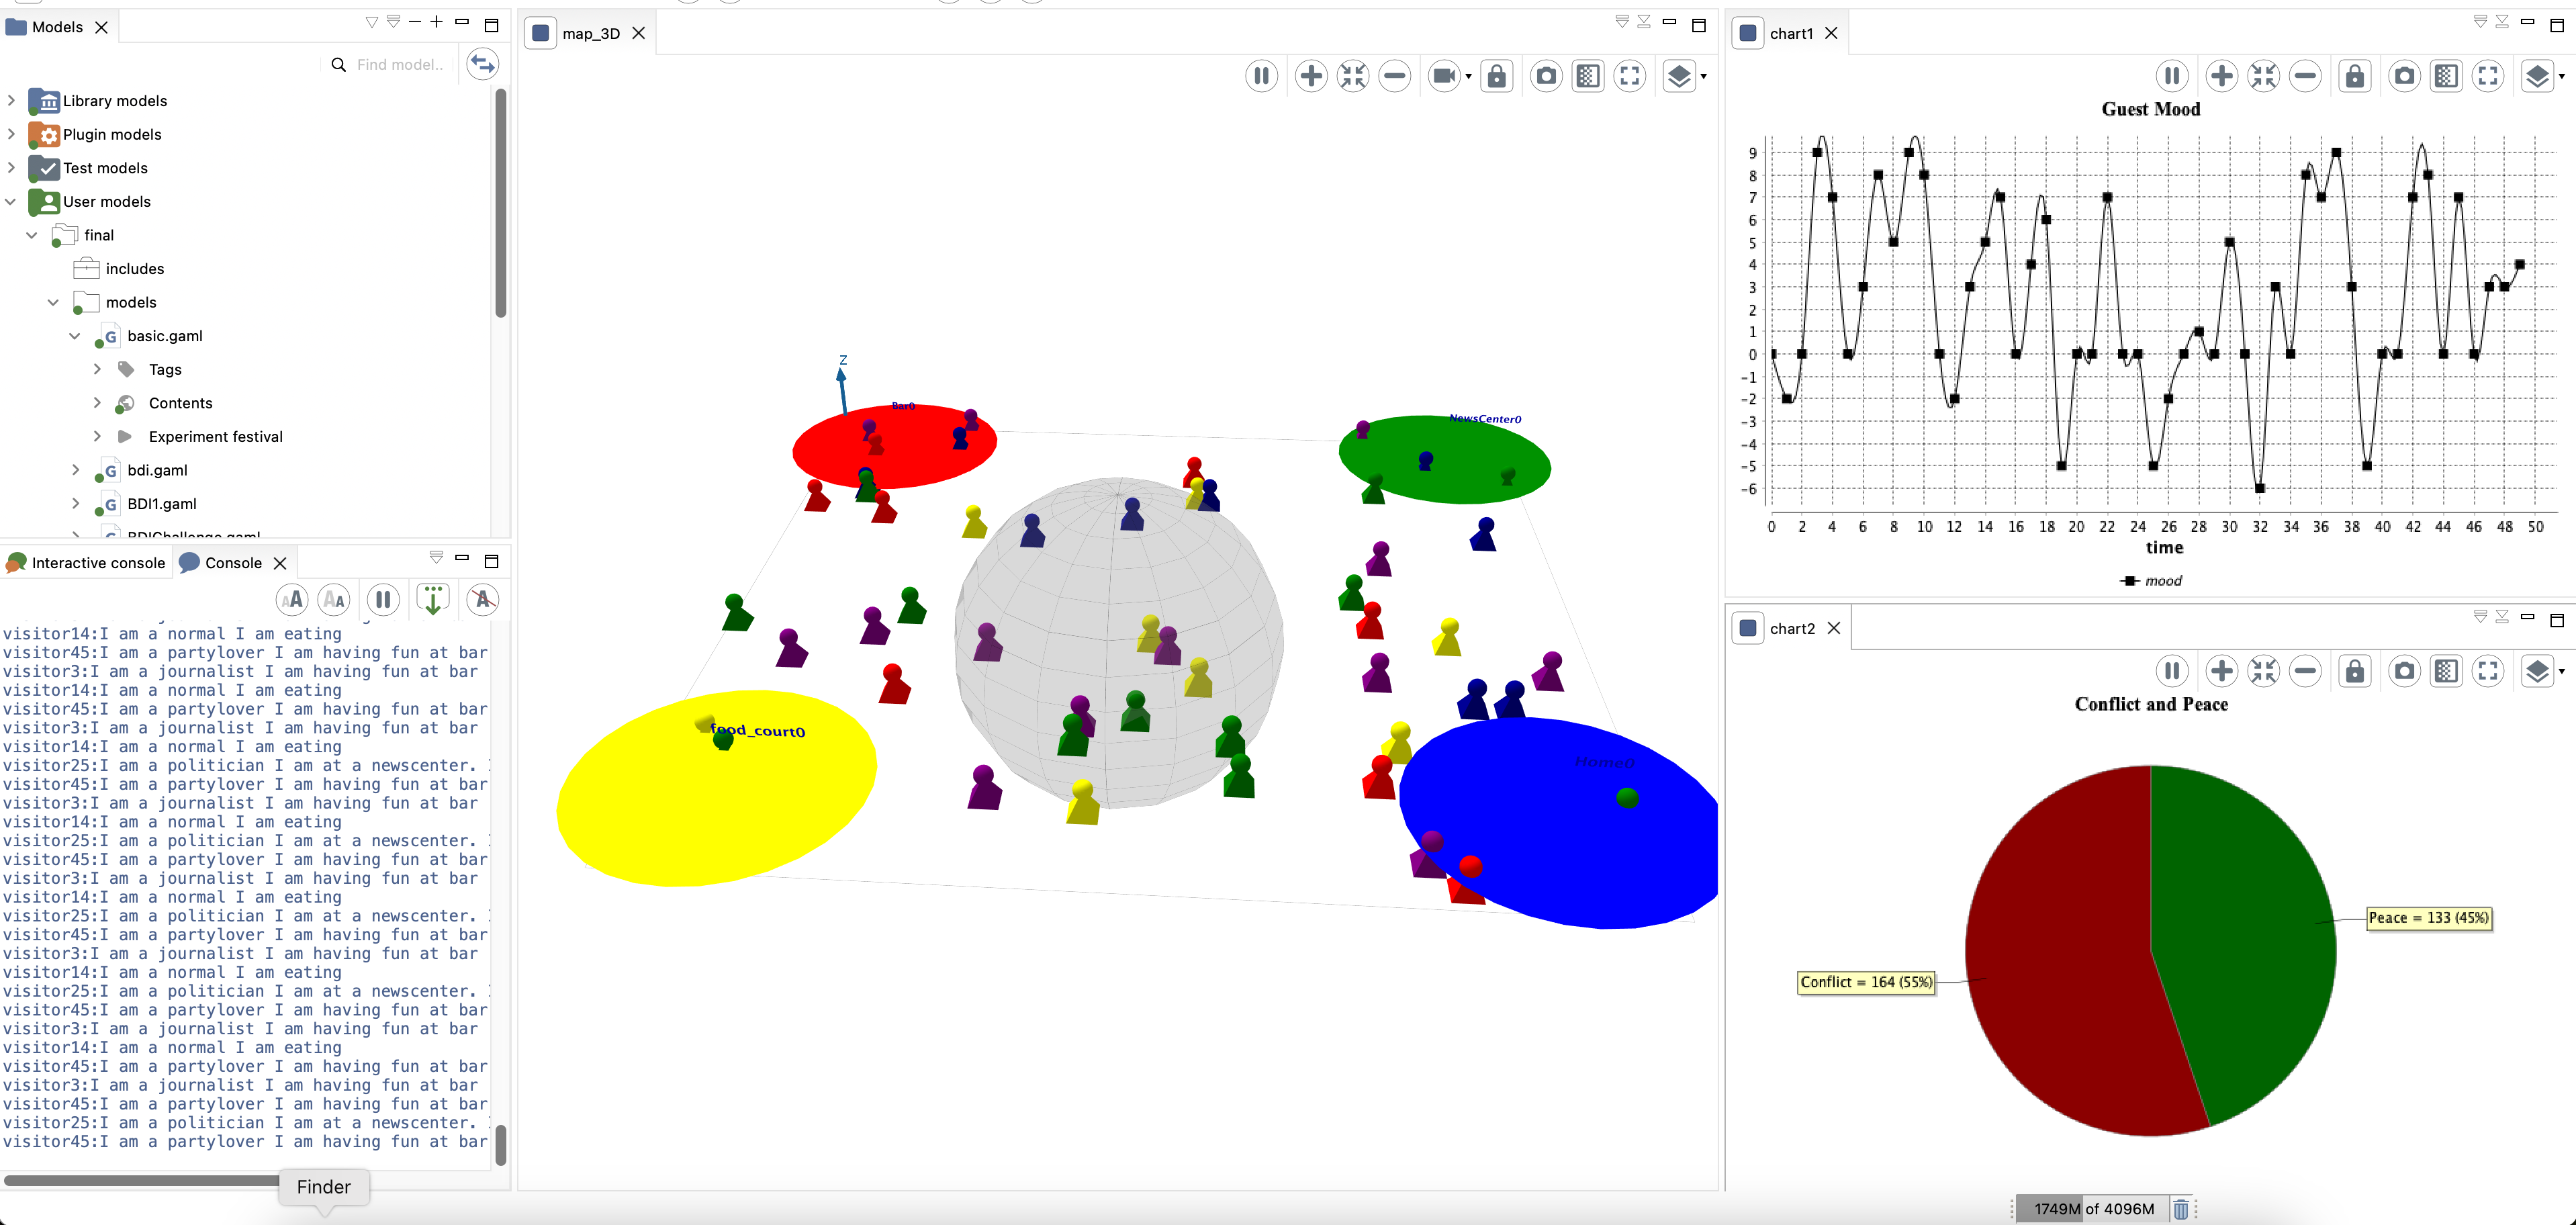 Models
Find model..
Library models
Plugin models
Test models
User models
final
includes
models
basic.gaml
Tags
Contents
Experiment festival
bdi.gaml
BDI1.gaml
BDIChallenge.gaml
Interactive console
Console
visitor14:I am a normal I am eating
visitor45:I am a partylover I am having fun at bar
visitor3:I am a journalist I am having fun at bar
visitor14:I am a normal I am eating
visitor45:I am a partylover I am having fun at bar
visitor3:I am a journalist I am having fun at bar
visitor14:I am a normal I am eating
visitor25:I am a politician I am at a newscenter.
visitor45:I am a partylover I am having fun at bar
visitor3:I am a journalist I am having fun at bar
visitor14:I am a normal I am eating
visitor25:I am a politician I am at a newscenter.
visitor45:I am a partylover I am having fun at bar
visitor3:I am a journalist I am having fun at bar
visitor14:I am a normal I am eating
visitor25:I am a politician I am at a newscenter.
visitor45:I am a partylover I am having fun at bar
visitor3:I am a journalist I am having fun at bar
visitor14:I am a normal I am eating
visitor25:I am a politician I am at a newscenter.
visitor45:I am a partylover I am having fun at bar
visitor3:I am a journalist I am having fun at bar
visitor14:I am a normal I am eating
visitor45:I am a partylover I am having fun at bar
visitor3:I am a journalist I am having fun at bar
visitor45:I am a partylover I am having fun at bar
visitor25:I am a politician I am at a newscenter.
visitor45:I am a partylover I am having fun at bar
Finder
map_3D
Z
Bar0
NewsCenter0
food_court0
Home0
chart1
Guest Mood
9
8
7
6
5
4
3
2
1
0
-1
-2
-3
-4
-5
-6
0 2 4 6 8 10 12 14 16 18 20 22 24 26 28 30 32 34 36 38 40 42 44 46 48 50
time
mood
chart2
Conflict and Peace
Peace = 133 (45%)
Conflict = 164 (55%)
1749M of 4096M